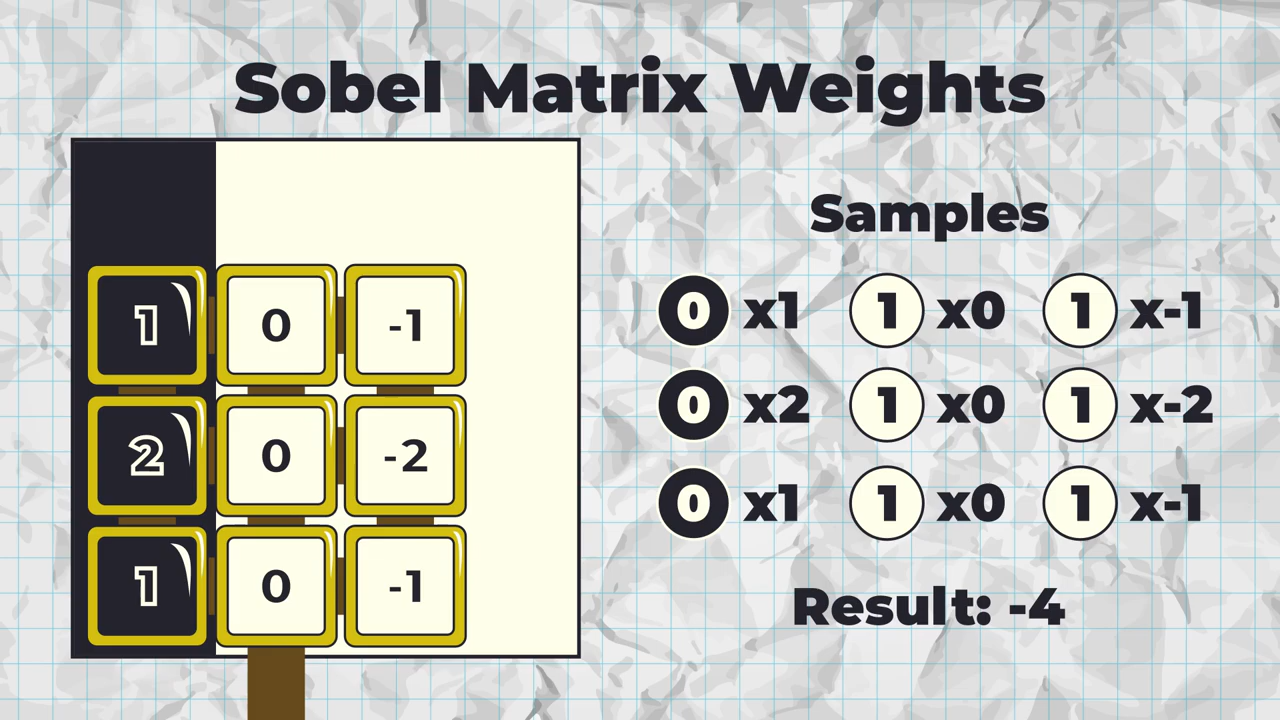 Sobel Matrix Weights
1 0 -1
2 0 -2
1 0 -1
Samples
0 x1 1 x0 1 x-1
0 x2 1 x0 1 x-2
0 x1 1 x0 1 x-1
Result: -4